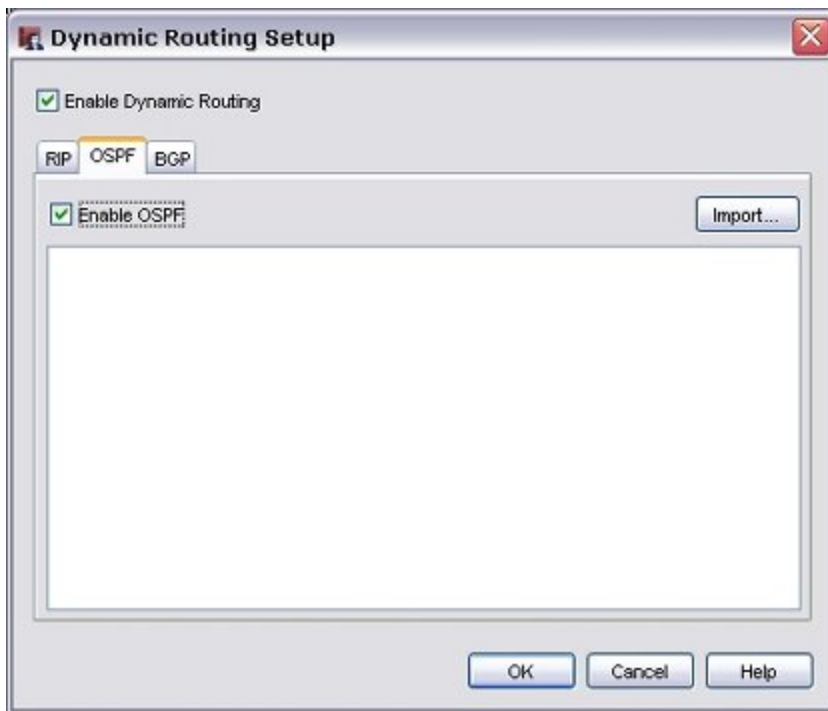 Dynamic Routing Setup
Enable Dynamic Routing
RIP OSPF BGP
Enable OSPF Import...
OK Cancel Help